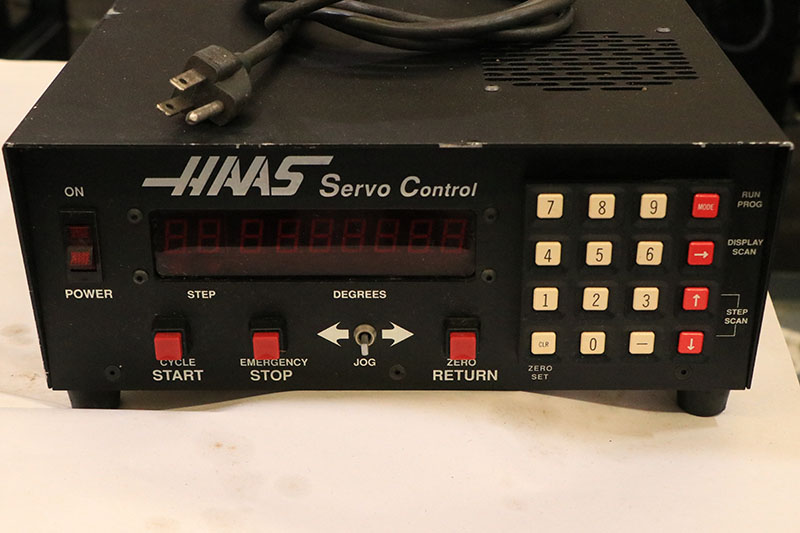 HAAS Servo Control
ON
POWER
STEP
DEGREES
CYCLE
START
EMERGENCY
STOP
JOG
ZERO
RETURN
7 8 9 MODE
RUN
PROG
4 5 6 →
DISPLAY
SCAN
1 2 3 ↑
STEP
SCAN
CLR 0 — ↓
ZERO
SET